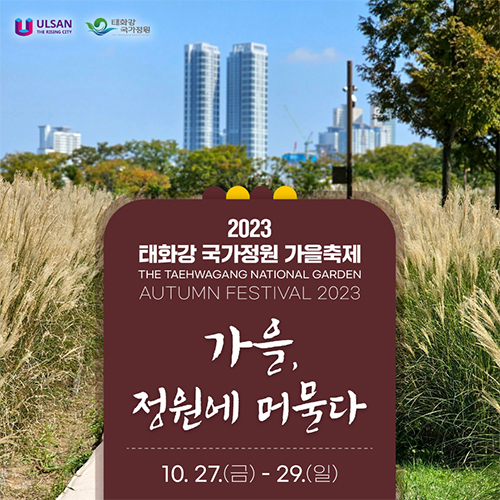 ULSAN
THE RISING CITY
태화강
국가정원
2023
태화강 국가정원 가을축제
THE TAEHWAGANG NATIONAL GARDEN
AUTUMN FESTIVAL 2023
가을,
정원에 머물다
10. 27.(금) - 29.(일)